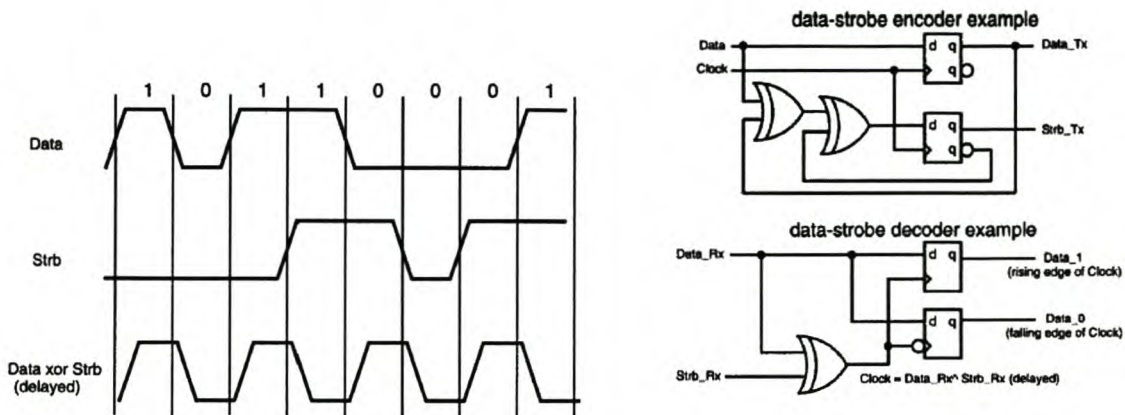 1 0 1 1 0 0 0 1
Data
Strb
Data xor Strb
(delayed)
data-strobe encoder example
Data
d q
Data_Tx
Clock
q
d q
Strb_Tx
q
data-strobe decoder example
Data_Rx
d q
Data_1
(rising edge of Clock)
d q
Data_0
(falling edge of Clock)
Strb_Rx
Clock = Data_Rx^ Strb_Rx (delayed)